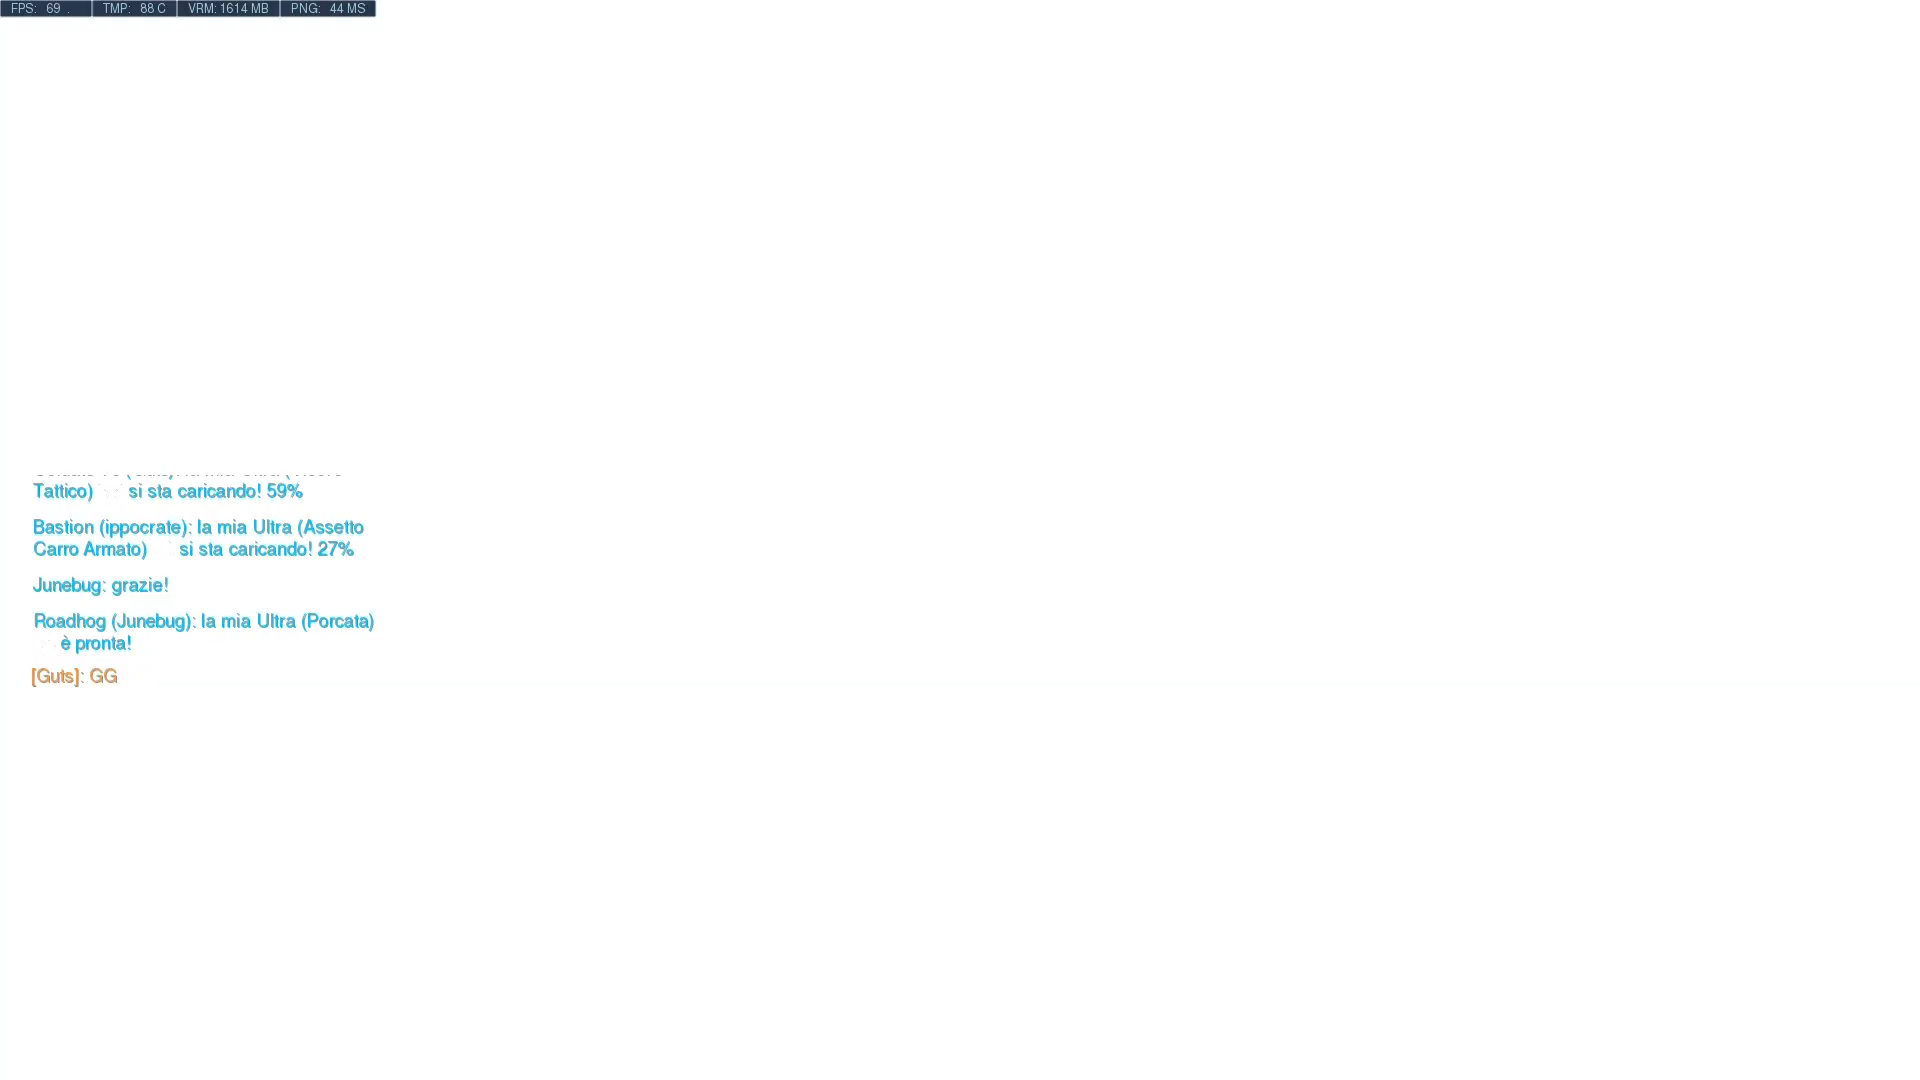 FPS: 69 TMP: 88 C VRM: 1614 MB PNG: 44 MS
Tattico) si sta caricando! 59%
Bastion (ippocrate): la mia Ultra (Assetto
Carro Armato) si sta caricando! 27%
Junebug: grazie!
Roadhog (Junebug): la mia Ultra (Porcata)
è pronta!
[Guts]: GG